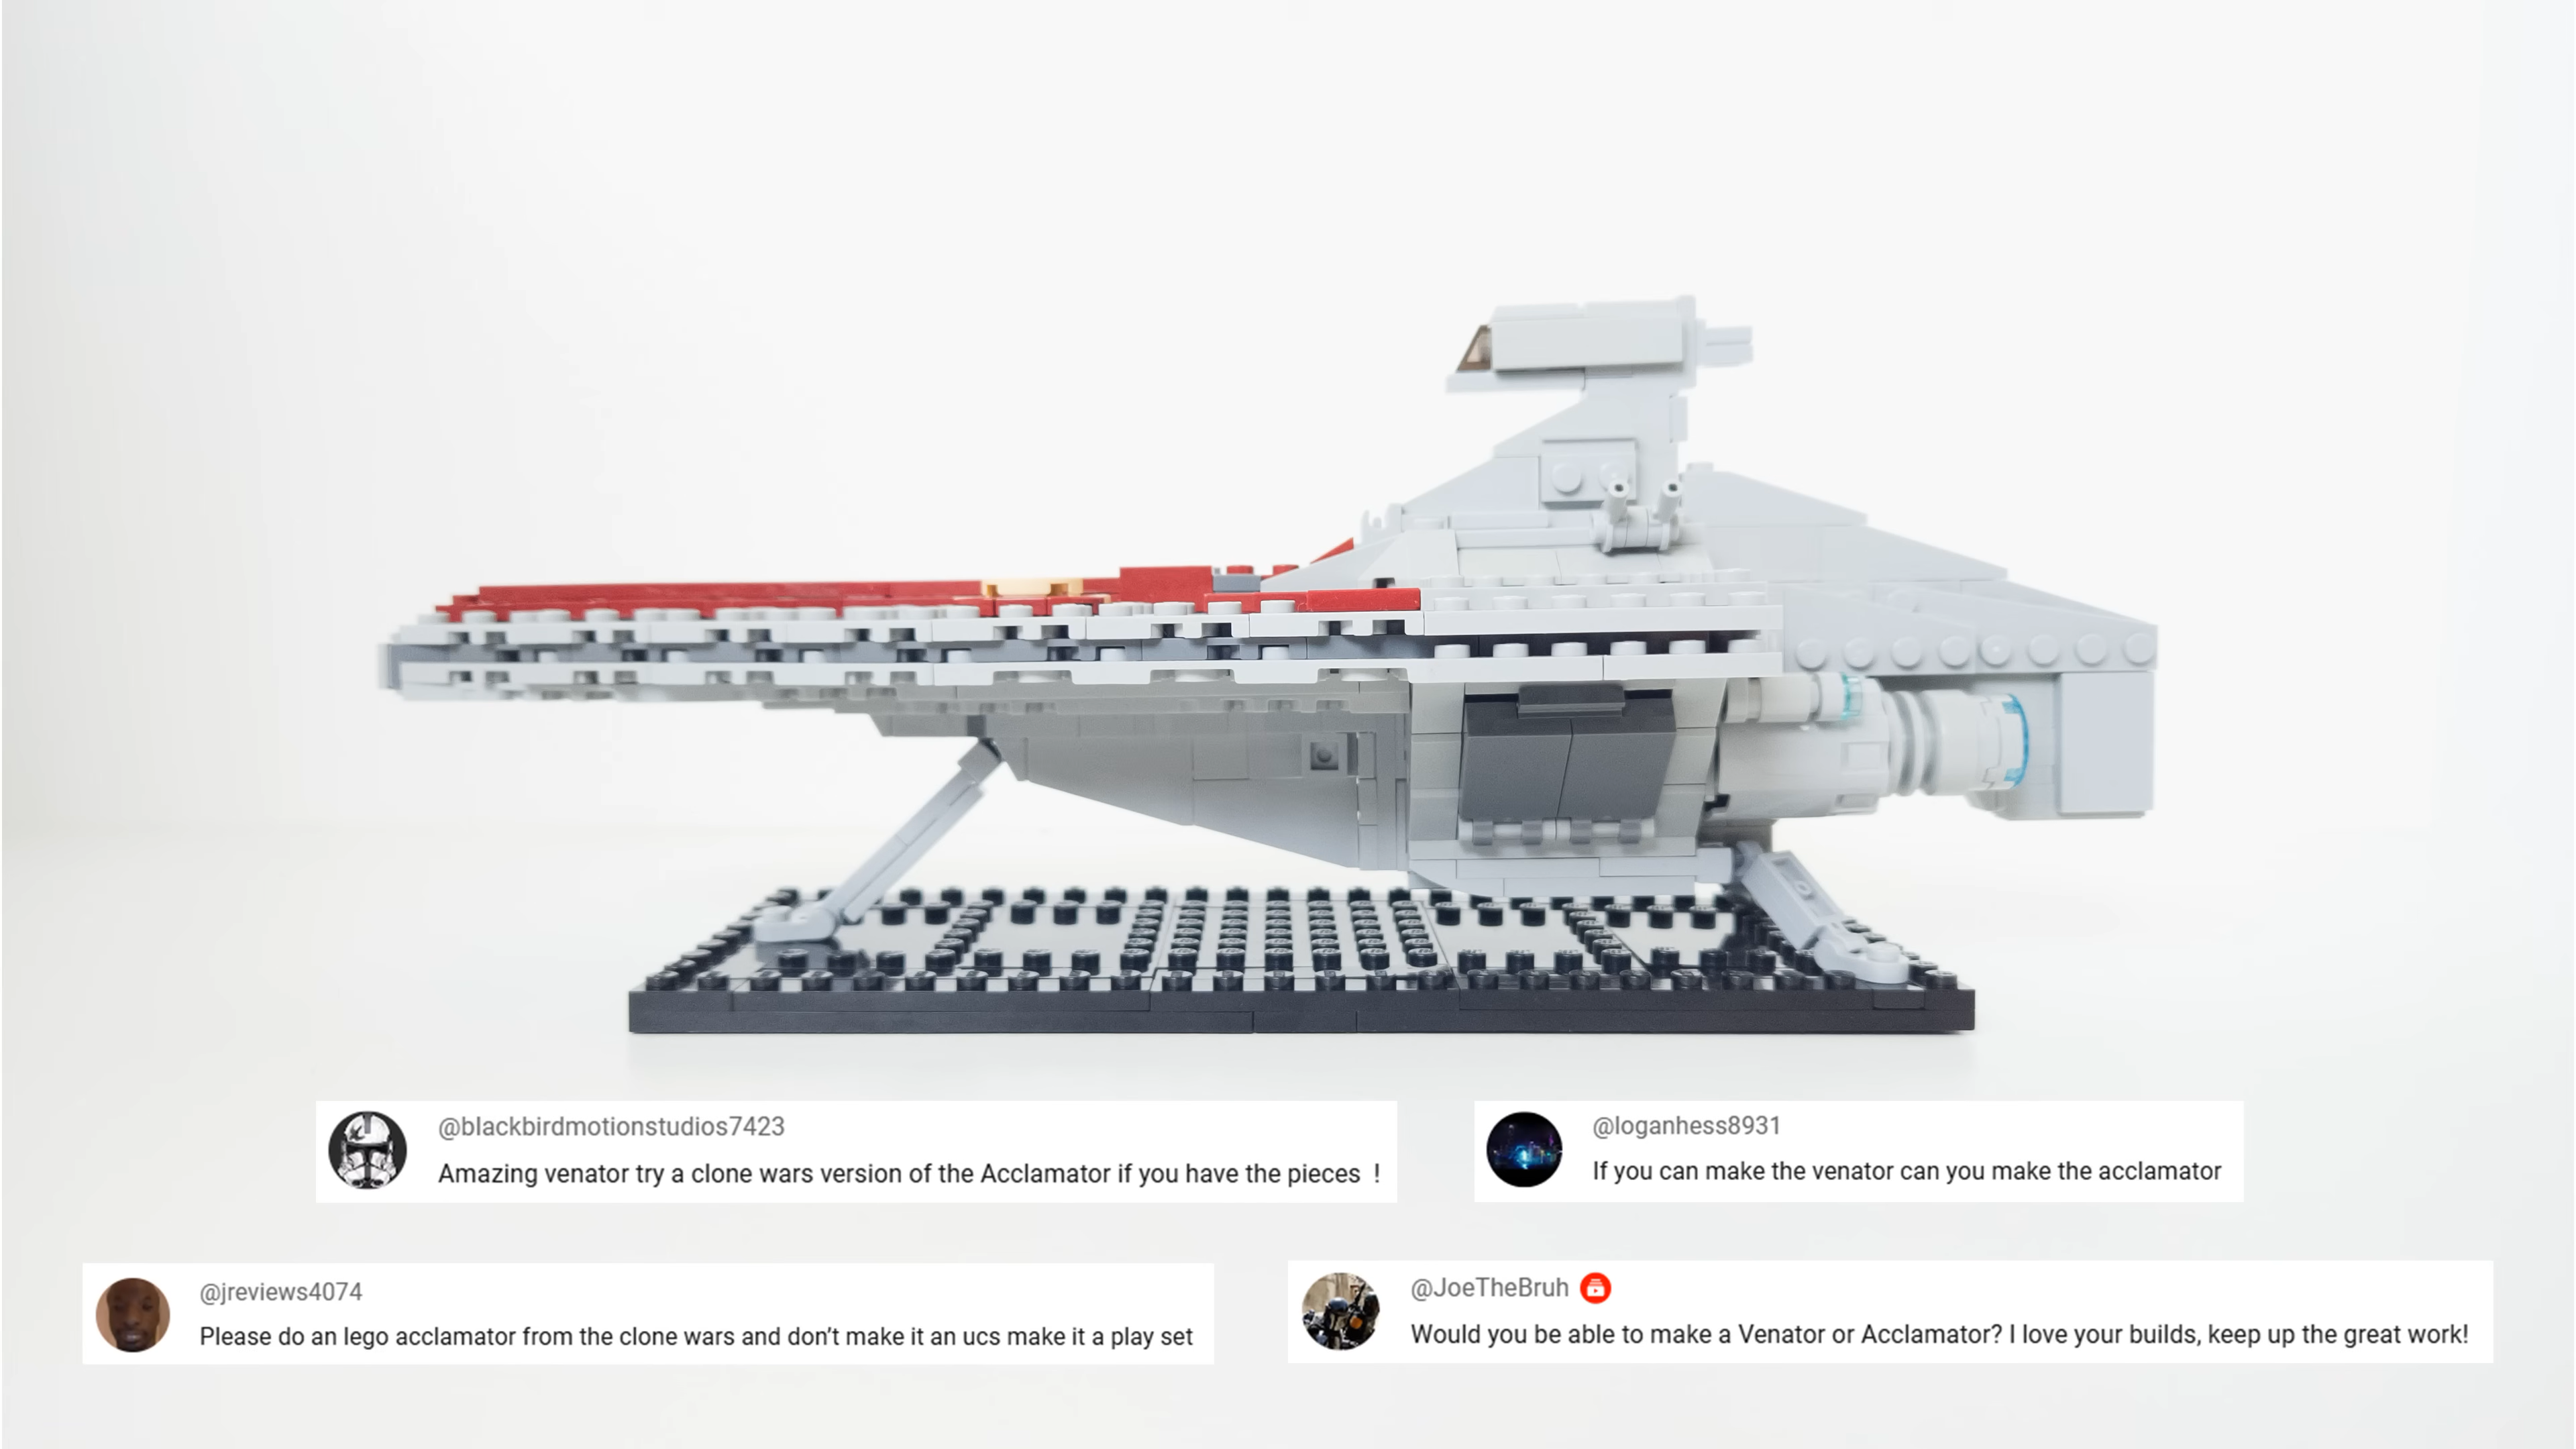 @blackbirdmotionstudios7423
Amazing venator try a clone wars version of the Acclamator if you have the pieces !
@loganhess8931
If you can make the venator can you make the acclamator
@jreviews4074
Please do an lego acclamator from the clone wars and don’t make it an ucs make it a play set
@JoeTheBruh
Would you be able to make a Venator or Acclamator? I love your builds, keep up the great work!